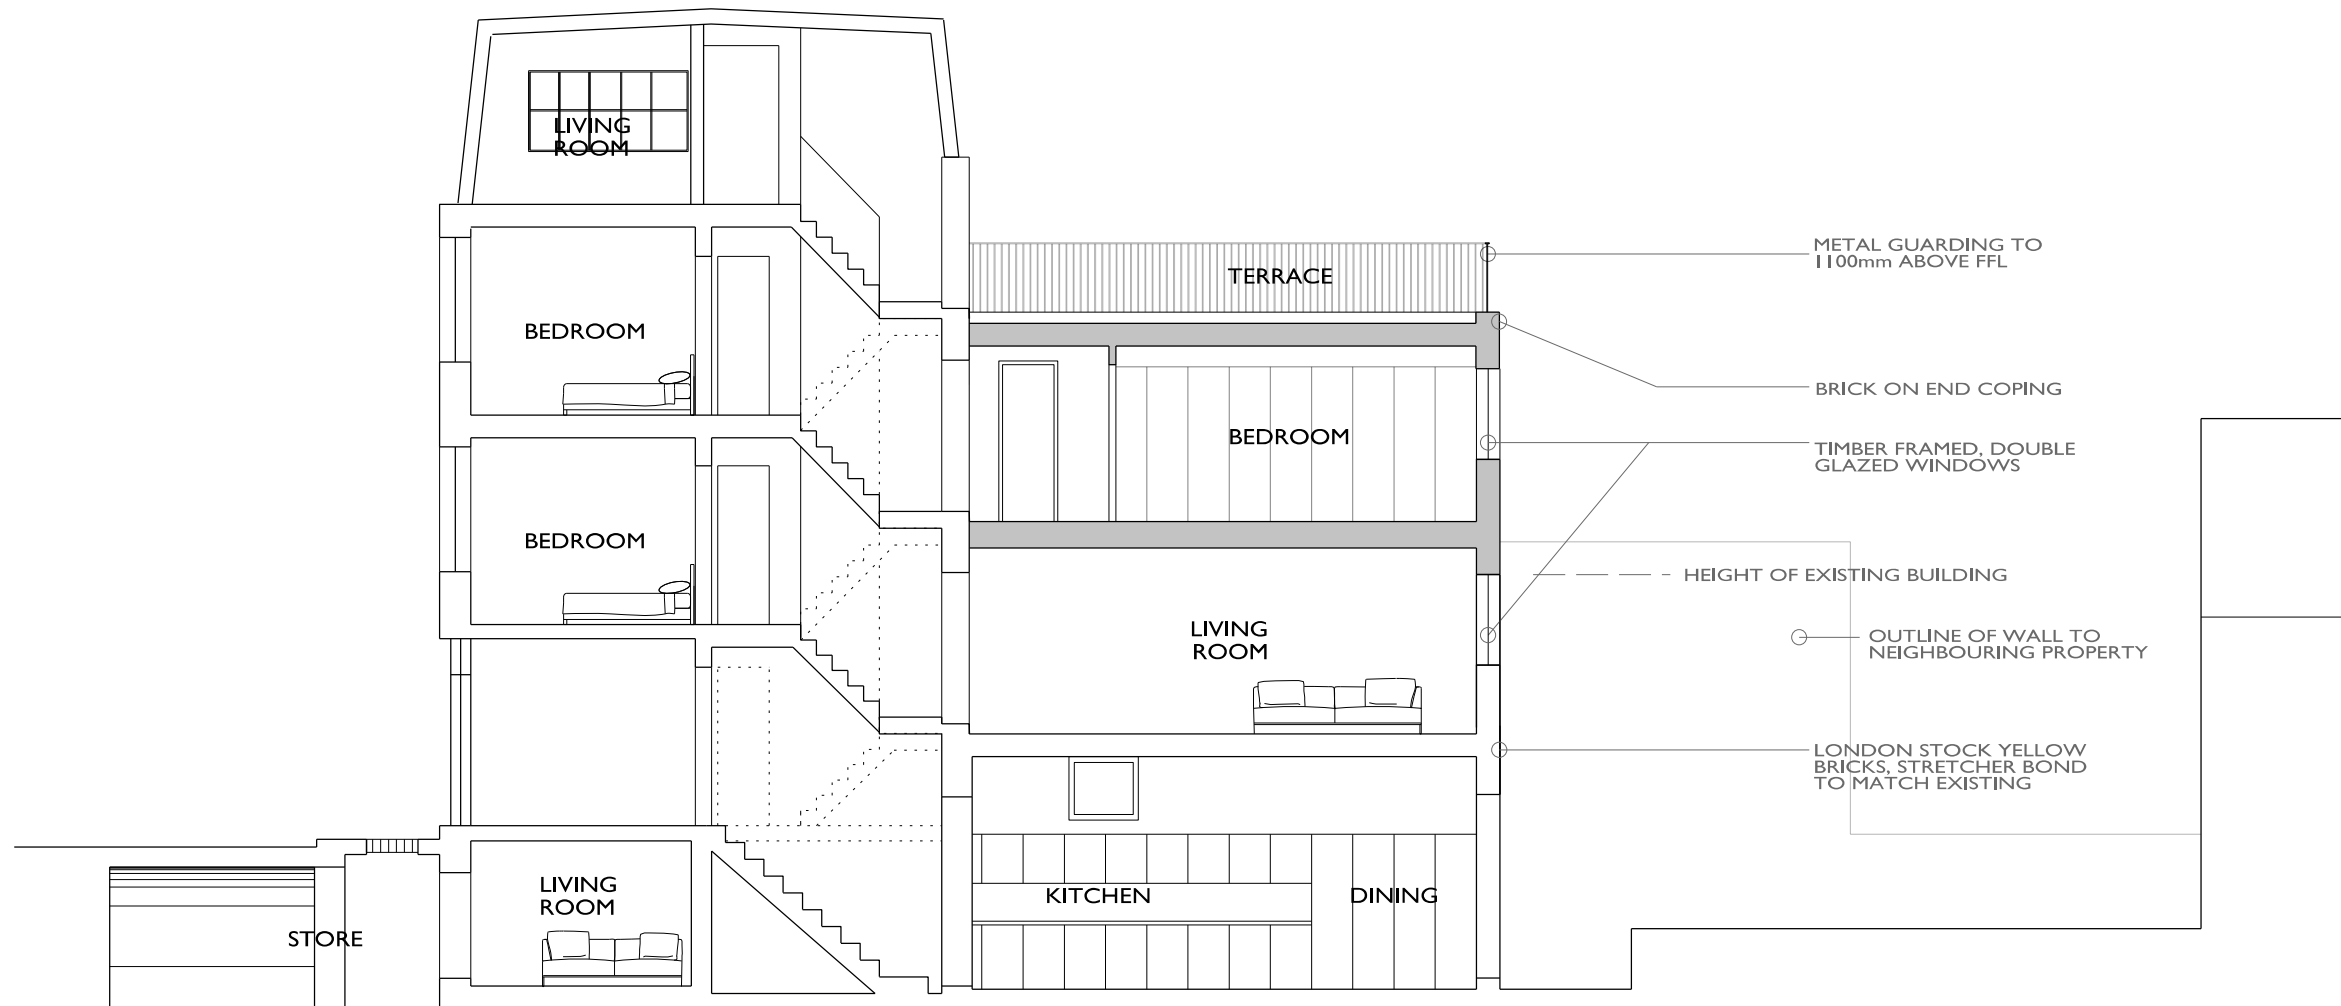 LIVING
ROOM
METAL GUARDING TO
1100mm ABOVE FFL
TERRACE
BEDROOM
BRICK ON END COPING
BEDROOM
TIMBER FRAMED, DOUBLE
GLAZED WINDOWS
BEDROOM
HEIGHT OF EXISTING BUILDING
LIVING
ROOM
OUTLINE OF WALL TO
NEIGHBOURING PROPERTY
LONDON STOCK YELLOW
BRICKS, STRETCHER BOND
TO MATCH EXISTING
LIVING
ROOM
KITCHEN
DINING
STORE